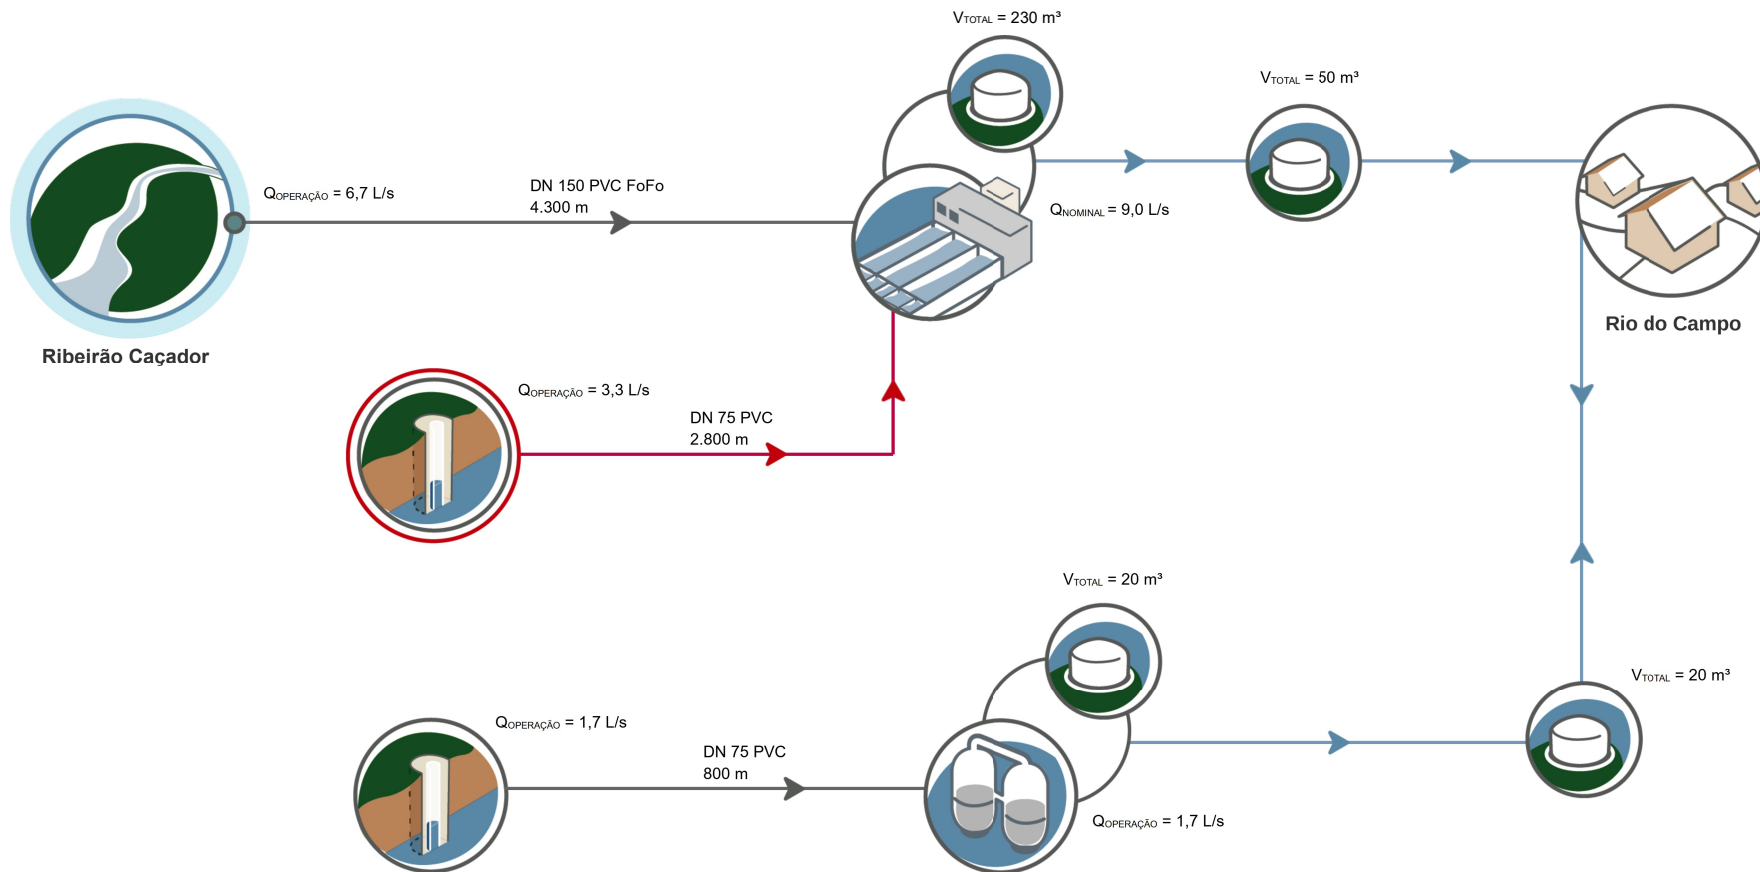 VTOTAL = 230 m³
VTOTAL = 50 m³
QOPERAÇÃO = 6,7 L/s
DN 150 PVC FoFo
4.300 m
QNOMINAL = 9,0 L/s
Rio do Campo
Ribeirão Caçador
QOPERAÇÃO = 3,3 L/s
DN 75 PVC
2.800 m
VTOTAL = 20 m³
VTOTAL = 20 m³
QOPERAÇÃO = 1,7 L/s
DN 75 PVC
800 m
QOPERAÇÃO = 1,7 L/s